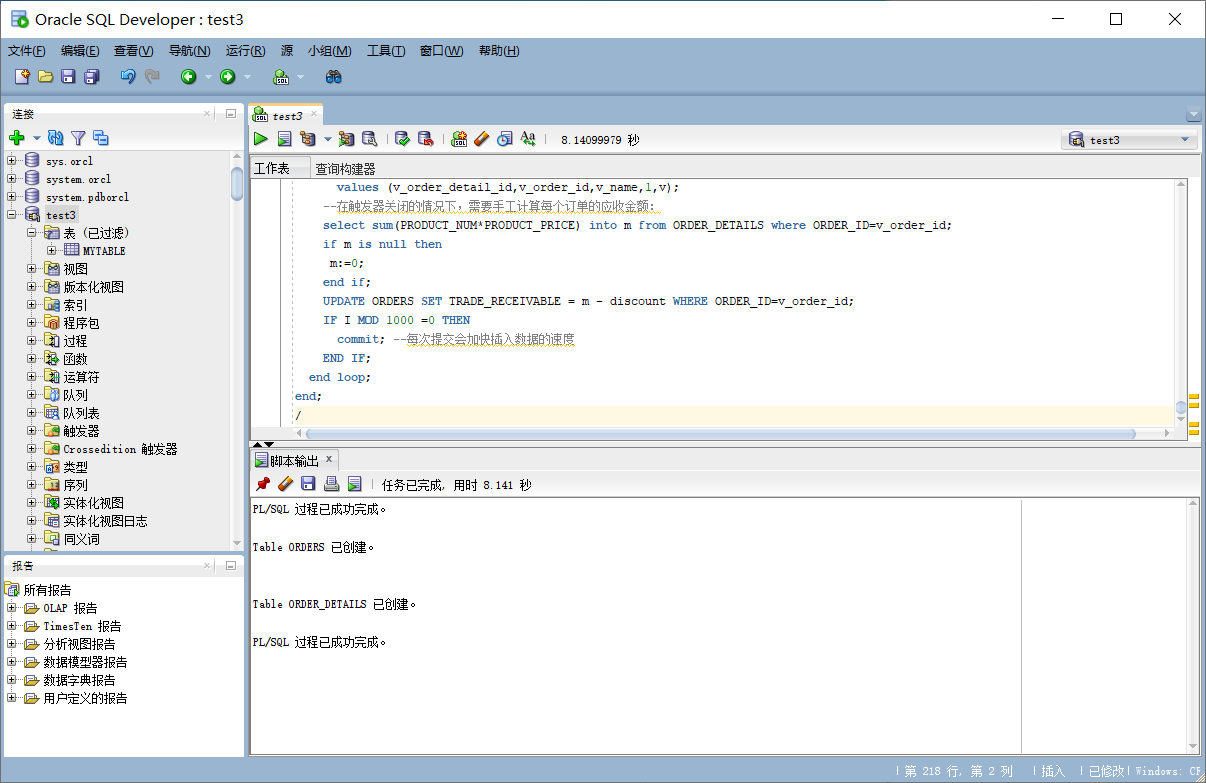 Oracle SQL Developer : test3
文件(F) 编辑(E) 查看(V) 导航(N) 运行(R) 源 小组(M) 工具(T) 窗口(W) 帮助(H)
连接
sys.orcl
system.orcl
system.pdborcl
test3
表 (已过滤)
MYTABLE
视图
版本化视图
索引
程序包
过程
函数
运算符
队列
队列表
触发器
Crossedition 触发器
类型
序列
实体化视图
实体化视图日志
同义词
报告
所有报告
OLAP 报告
TimesTen 报告
分析视图报告
数据模型器报告
数据字典报告
用户定义的报告
test3
8.14099979 秒
test3
工作表 查询构建器
values (v_order_detail_id,v_order_id,v_name,1,v);
--在触发器关闭的情况下，需要手工计算每个订单的应收金额：
select sum(PRODUCT_NUM*PRODUCT_PRICE) into m from ORDER_DETAILS where ORDER_ID=v_order_id;
if m is null then
m:=0;
end if;
UPDATE ORDERS SET TRADE_RECEIVABLE = m - discount WHERE ORDER_ID=v_order_id;
IF I MOD 1000 =0 THEN
commit; --每次提交会加快插入数据的速度
END IF;
end loop;
end;
/
脚本输出
任务已完成, 用时 8.141 秒
PL/SQL 过程已成功完成。
Table ORDERS 已创建。
Table ORDER_DETAILS 已创建。
PL/SQL 过程已成功完成。
第 218 行, 第 2 列 插入 已修改 Windows: CF